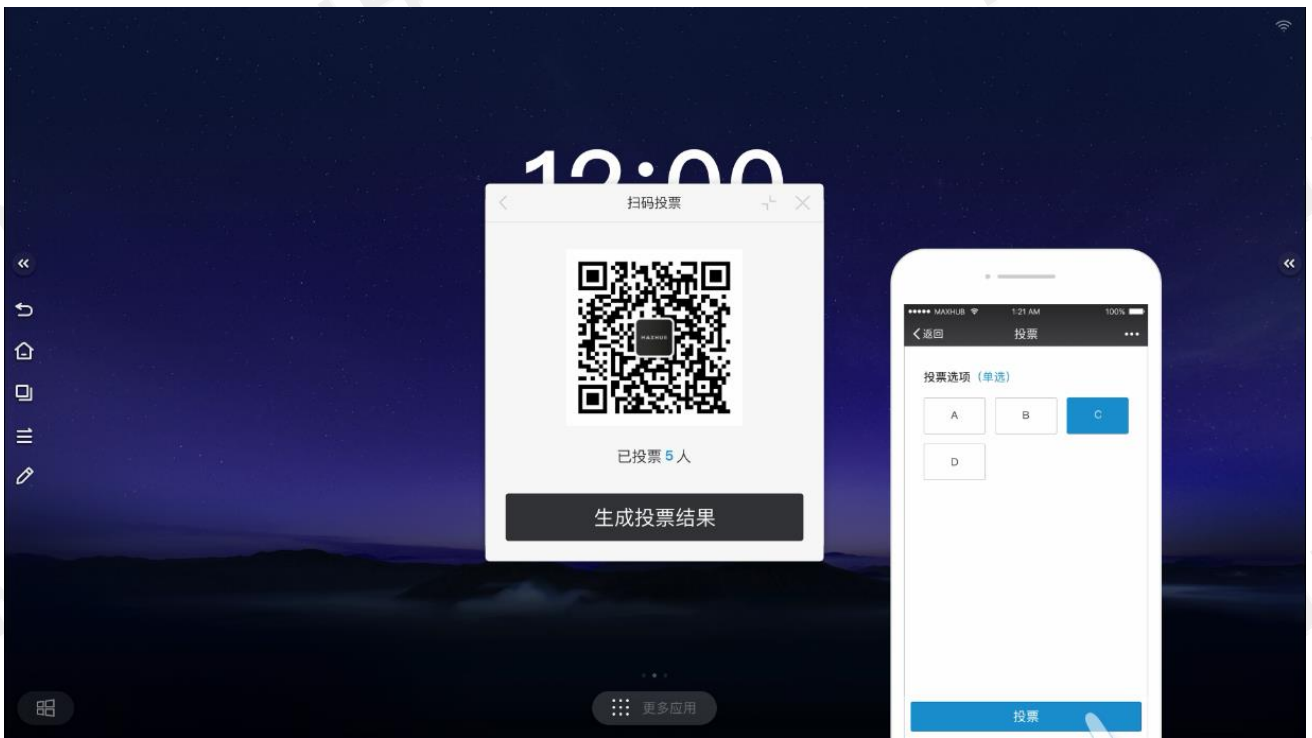 12:00
扫码投票
MAXHUB
已投票 5 人
生成投票结果
更多应用
MAXHUB 1:21 AM 100%
返回 投票
投票选项（单选）
A B C
D
投票